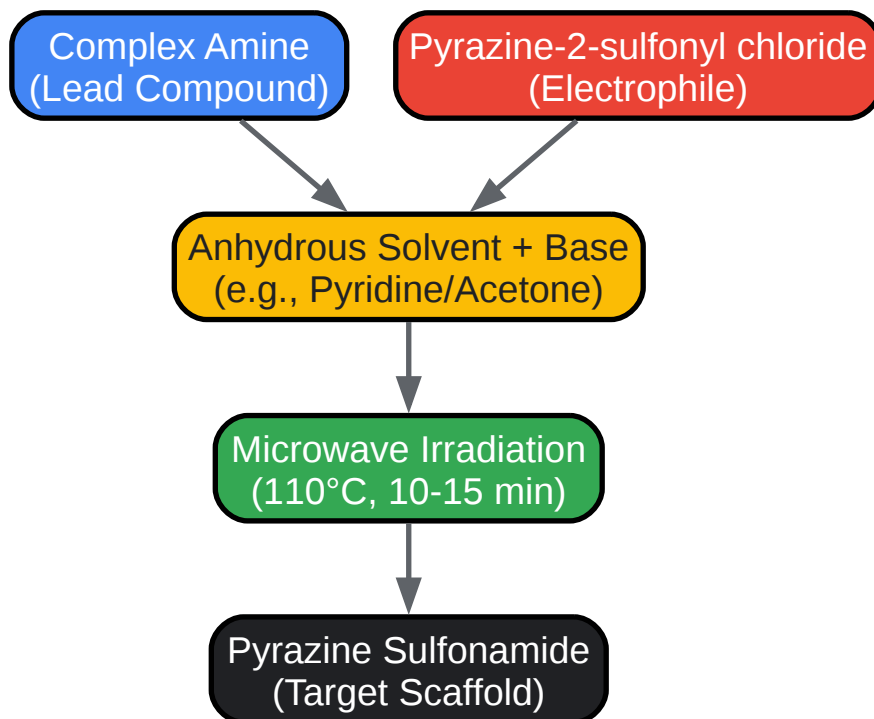 Complex Amine
(Lead Compound)
Pyrazine-2-sulfonyl chloride
(Electrophile)
Anhydrous Solvent + Base
(e.g., Pyridine/Acetone)
Microwave Irradiation
(110°C, 10-15 min)
Pyrazine Sulfonamide
(Target Scaffold)